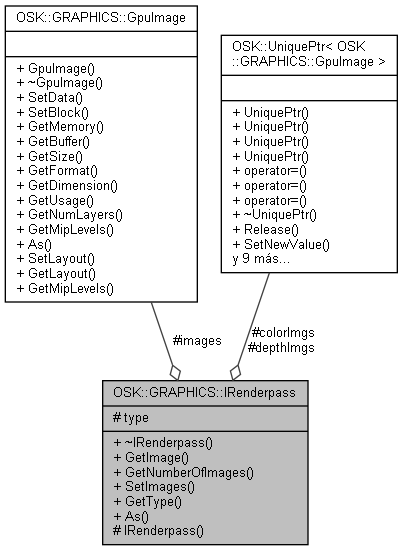 OSK::GRAPHICS::GpuImage
+ GpuImage()
+ ~GpuImage()
+ SetData()
+ SetBlock()
+ GetMemory()
+ GetBuffer()
+ GetSize()
+ GetFormat()
+ GetDimension()
+ GetUsage()
+ GetNumLayers()
+ GetMipLevels()
+ As()
+ SetLayout()
+ GetLayout()
+ GetMipLevels()
OSK::UniquePtr< OSK
::GRAPHICS::GpuImage >
+ UniquePtr()
+ UniquePtr()
+ UniquePtr()
+ UniquePtr()
+ operator=()
+ operator=()
+ operator=()
+ ~UniquePtr()
+ Release()
+ SetNewValue()
y 9 más...
#images
#colorImgs
#depthImgs
OSK::GRAPHICS::IRenderpass
# type
+ ~IRenderpass()
+ GetImage()
+ GetNumberOfImages()
+ SetImages()
+ GetType()
+ As()
# IRenderpass()